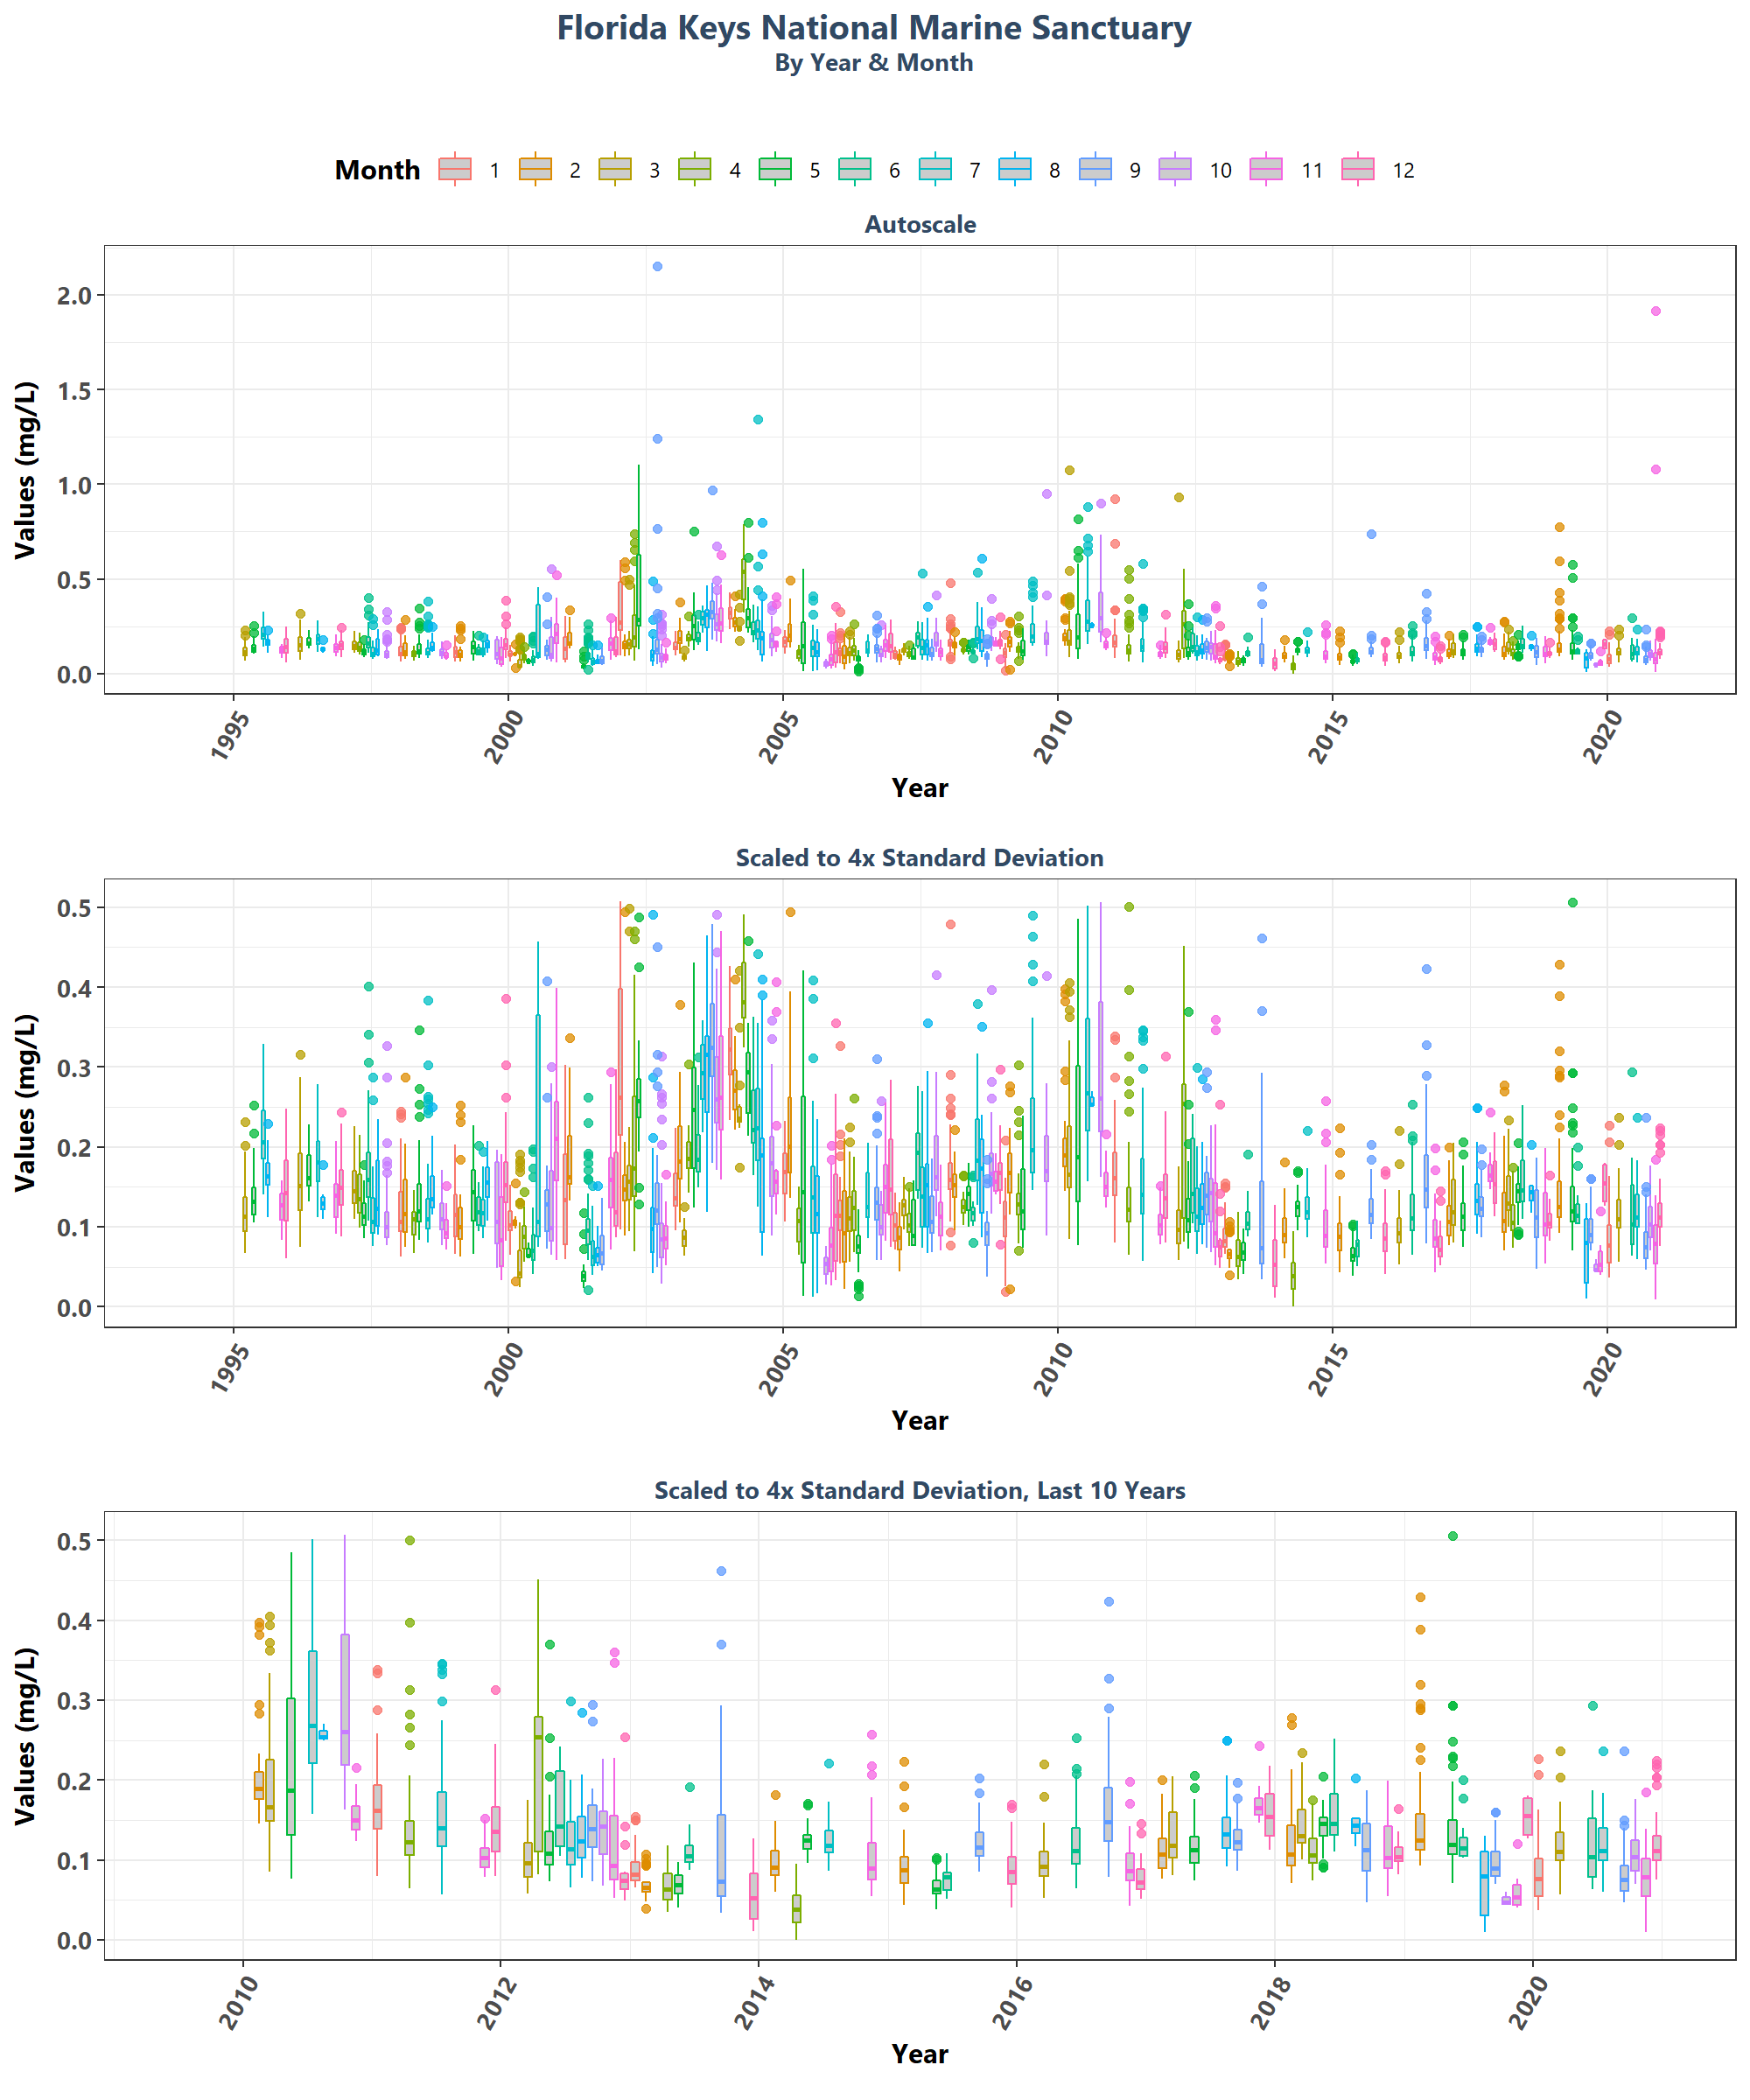 Florida Keys National Marine Sanctuary
By Year & Month
Month 1 2 3 4 5 6 7 8 9 10 11 12
Autoscale
Values (mg/L)
2.0
1.5
1.0
0.5
0.0
1995 2000 2005 2010 2015 2020
Year
Scaled to 4x Standard Deviation
Values (mg/L)
0.5
0.4
0.3
0.2
0.1
0.0
1995 2000 2005 2010 2015 2020
Year
Scaled to 4x Standard Deviation, Last 10 Years
Values (mg/L)
0.5
0.4
0.3
0.2
0.1
0.0
2010 2012 2014 2016 2018 2020
Year